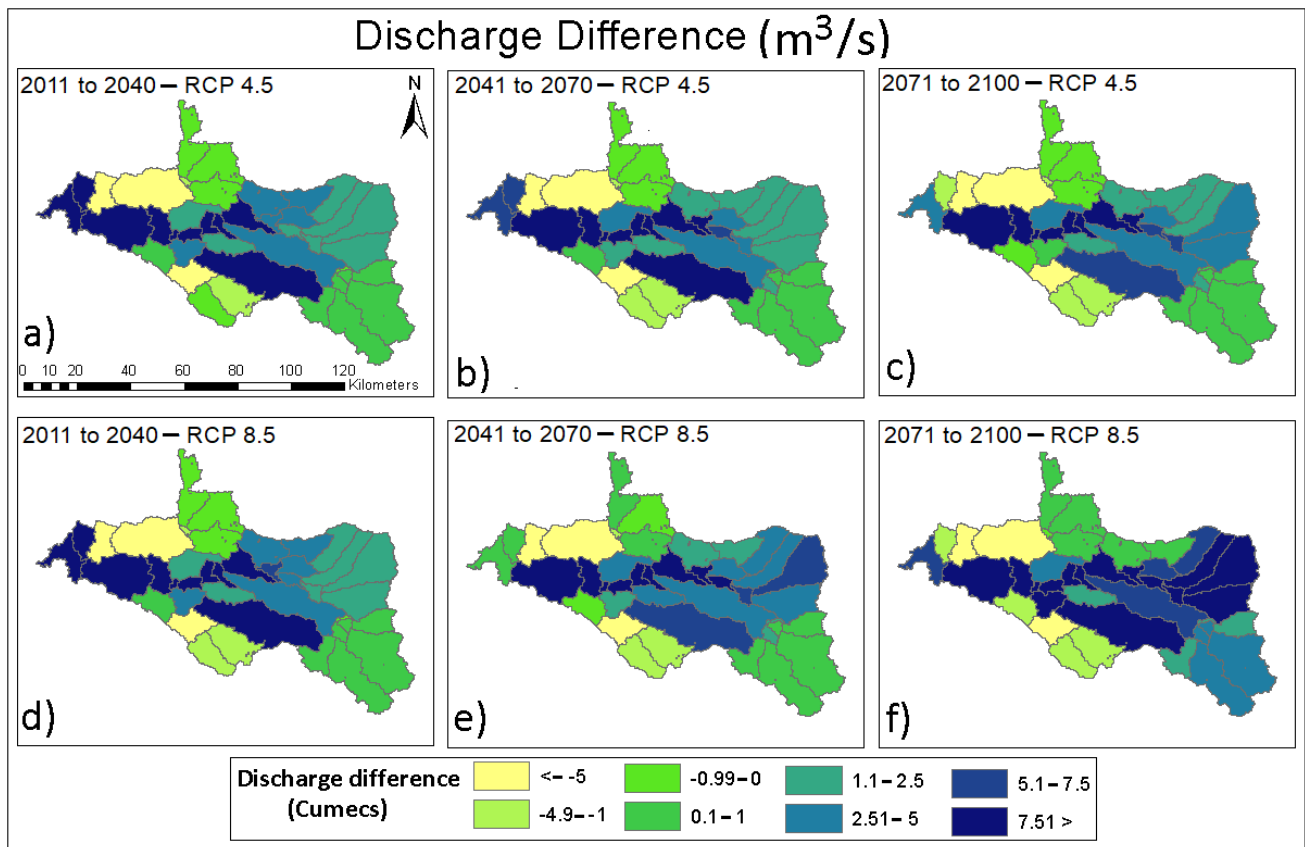 Discharge Difference (m³/s)
2011 to 2040 – RCP 4.5
N
a)
0 10 20 40 60 80 100 120
Kilometers
2041 to 2070 – RCP 4.5
b)
2071 to 2100 – RCP 4.5
c)
2011 to 2040 – RCP 8.5
d)
2041 to 2070 – RCP 8.5
e)
2071 to 2100 – RCP 8.5
f)
Discharge difference
(Cumecs)
<– -5
-4.9– -1
-0.99–0
0.1–1
1.1–2.5
2.51–5
5.1–7.5
7.51 >